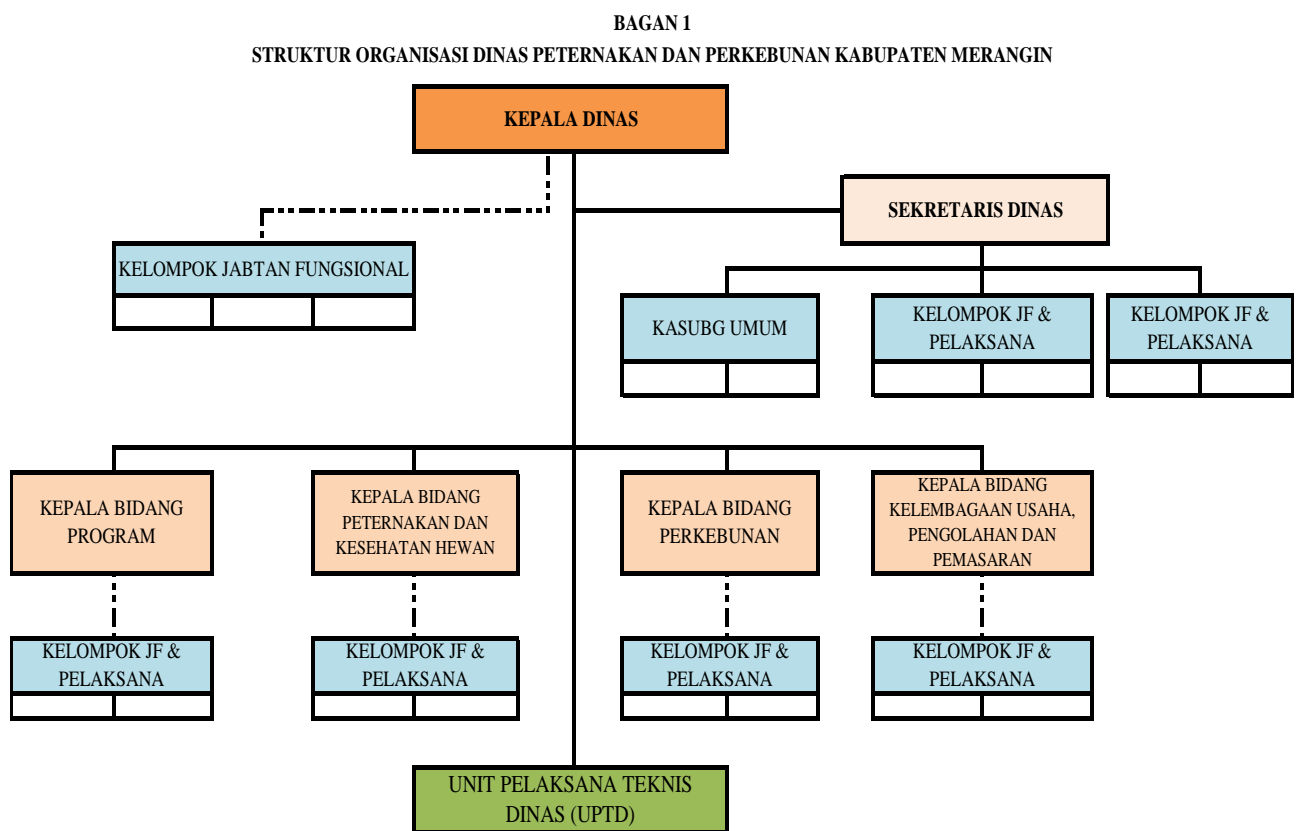 BAGAN 1
STRUKTUR ORGANISASI DINAS PETERNAKAN DAN PERKEBUNAN KABUPATEN MERANGIN
KEPALA DINAS
SEKRETARIS DINAS
KELOMPOK JABTAN FUNGSIONAL
KASUBG UMUM
KELOMPOK JF &
PELAKSANA
KELOMPOK JF &
PELAKSANA
KEPALA BIDANG
PROGRAM
KEPALA BIDANG
PETERNAKAN DAN
KESEHATAN HEWAN
KEPALA BIDANG
PERKEBUNAN
KEPALA BIDANG
KELEMBAGAAN USAHA,
PENGOLAHAN DAN
PEMASARAN
KELOMPOK JF &
PELAKSANA
KELOMPOK JF &
PELAKSANA
KELOMPOK JF &
PELAKSANA
KELOMPOK JF &
PELAKSANA
UNIT PELAKSANA TEKNIS
DINAS (UPTD)